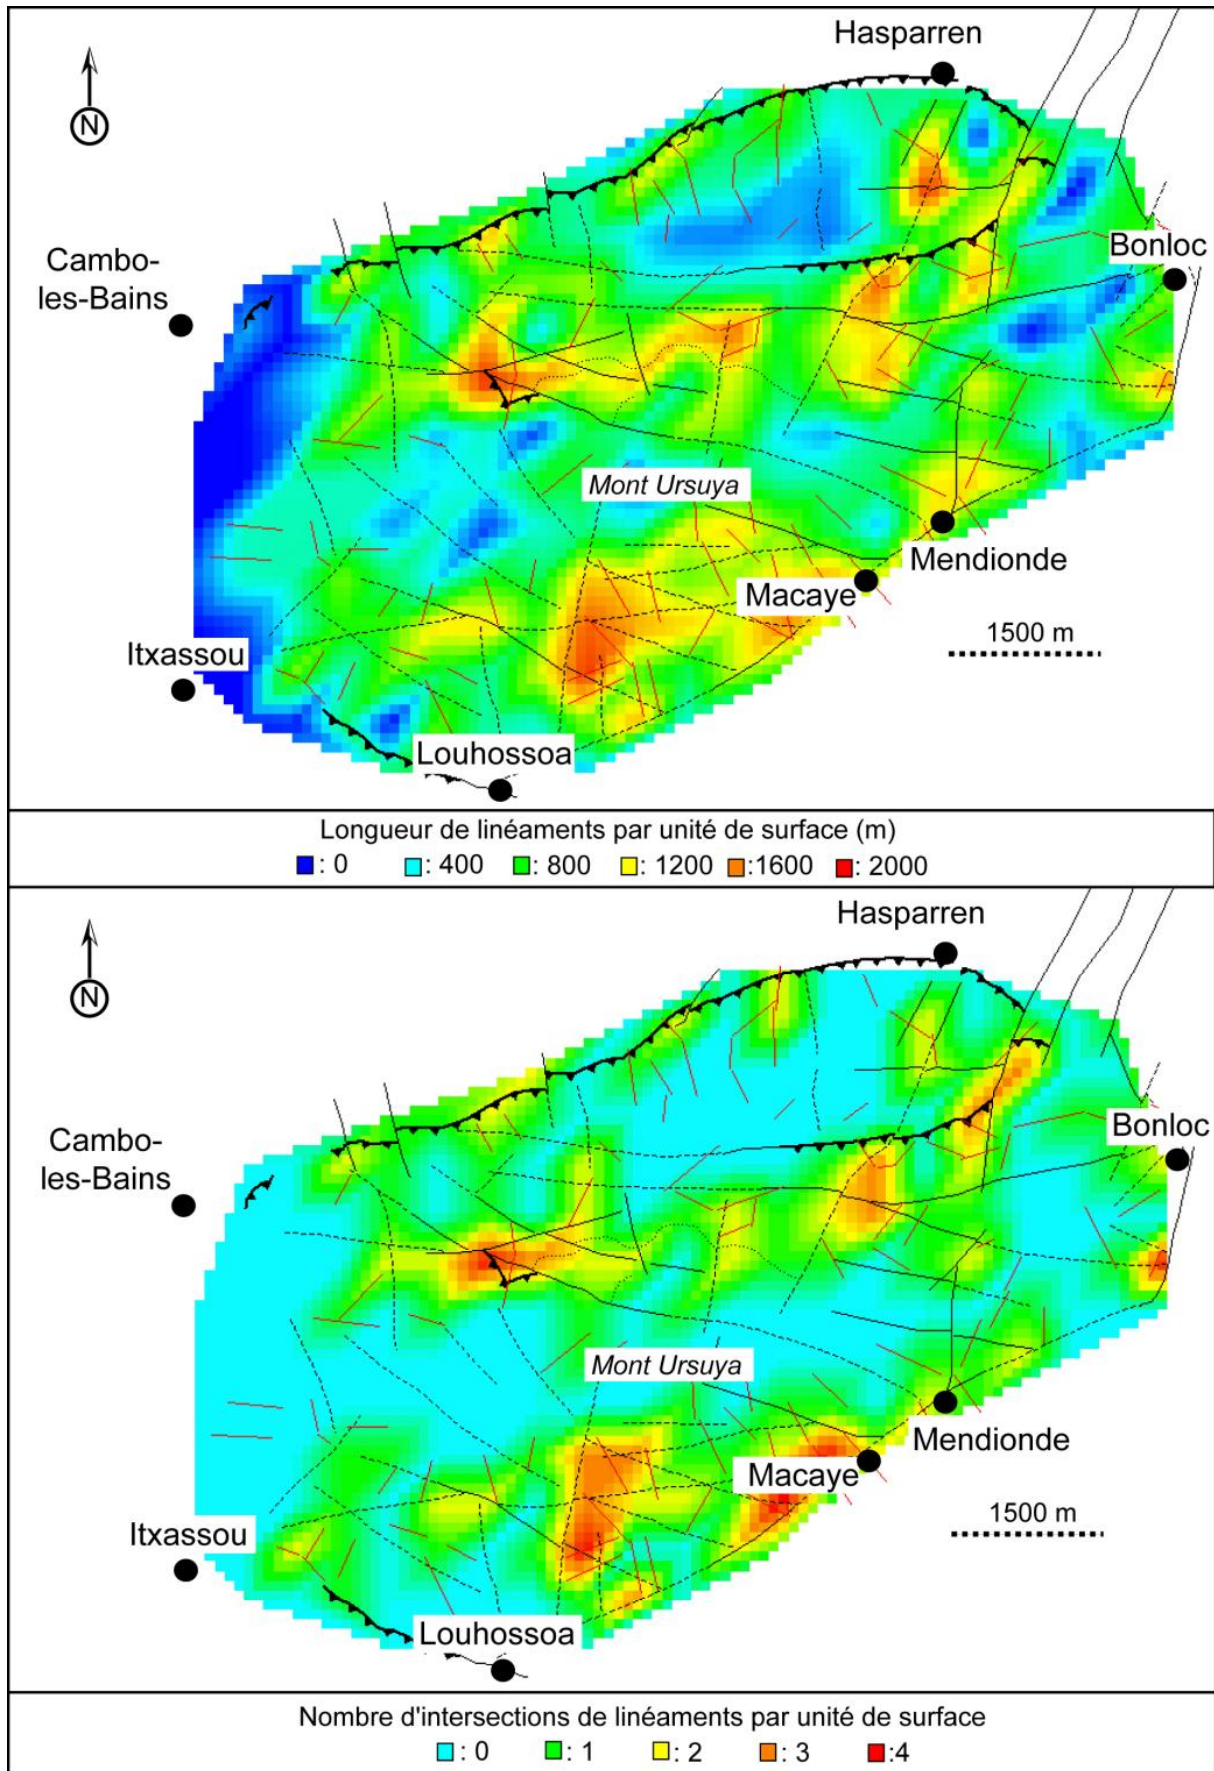 Hasparren
N
Cambo-
les-Bains
Bonloc
Mont Ursuya
Mendionde
Macaye
1500 m
Itxassou
Louhossoa
Longueur de linéaments par unité de surface (m)
: 0 : 400 : 800 : 1200 :1600 : 2000
Hasparren
N
Cambo-
les-Bains
Bonloc
Mont Ursuya
Mendionde
Macaye
1500 m
Itxassou
Louhossoa
Nombre d'intersections de linéaments par unité de surface
: 0 : 1 : 2 : 3 :4